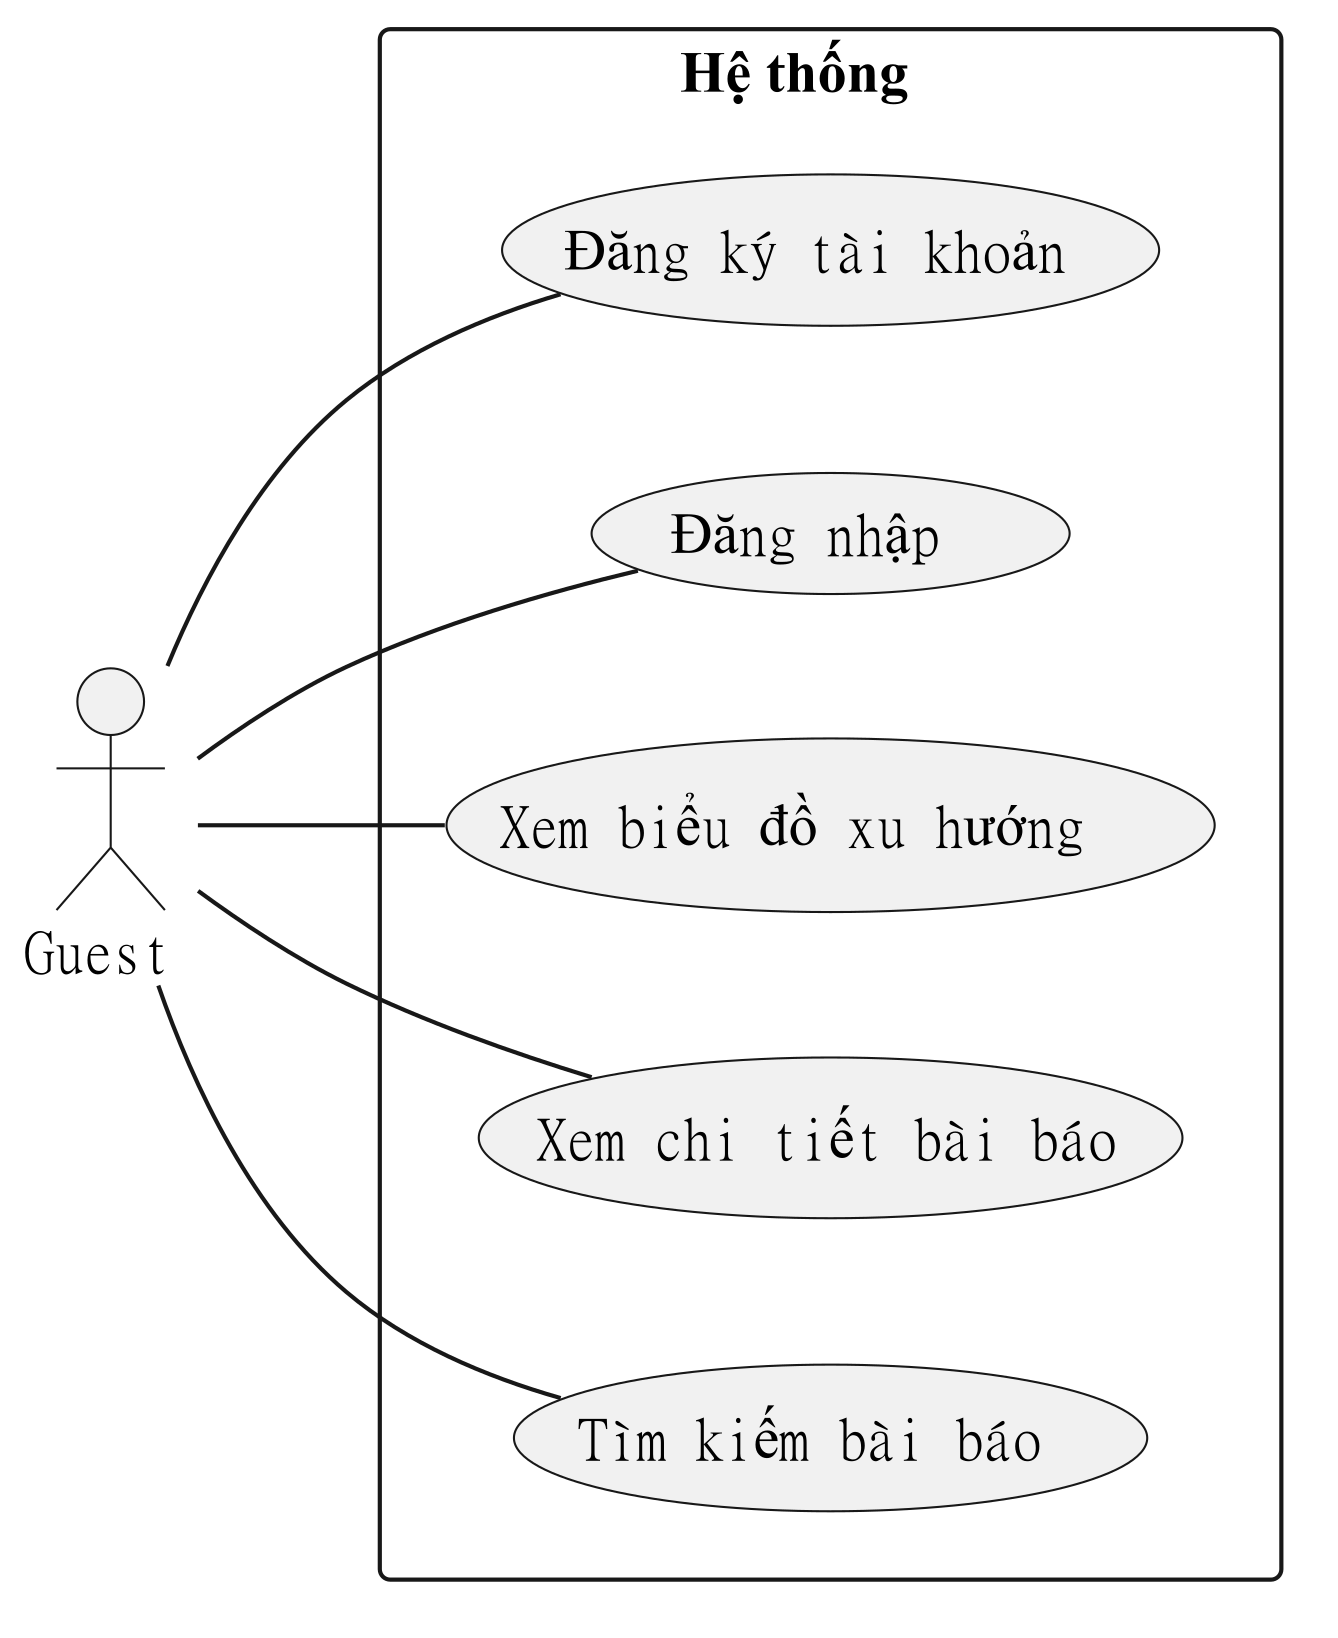 Hệ thống
Đăng ký tài khoản
Đăng nhập
Xem biểu đồ xu hướng
Guest
Xem chi tiết bài báo
Tìm kiếm bài báo